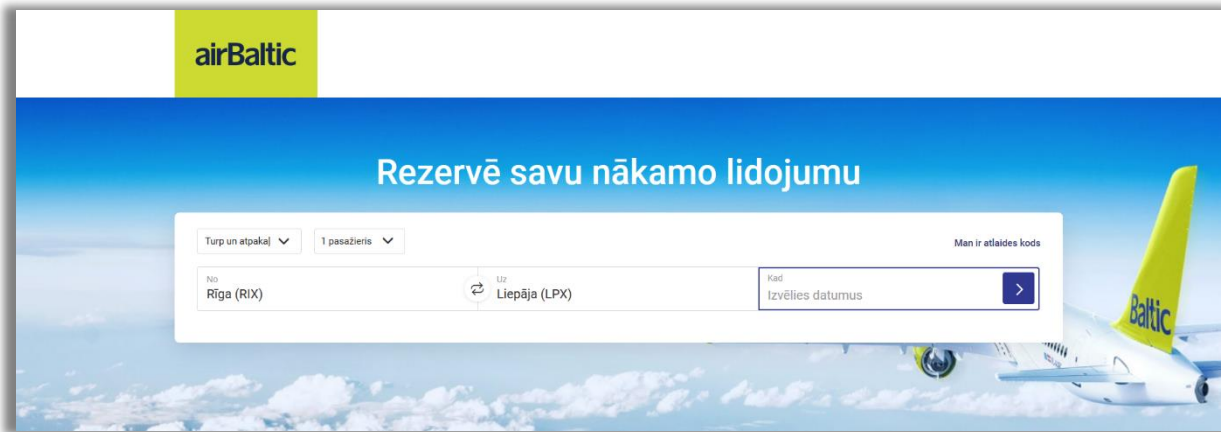 airBaltic
Rezervē savu nākamo lidojumu
Turp un atpakaļ
1 pasažieris
Man ir atlaides kods
No
Rīga (RIX)
Uz
Liepāja (LPX)
Kad
Izvēlies datumus
Baltic